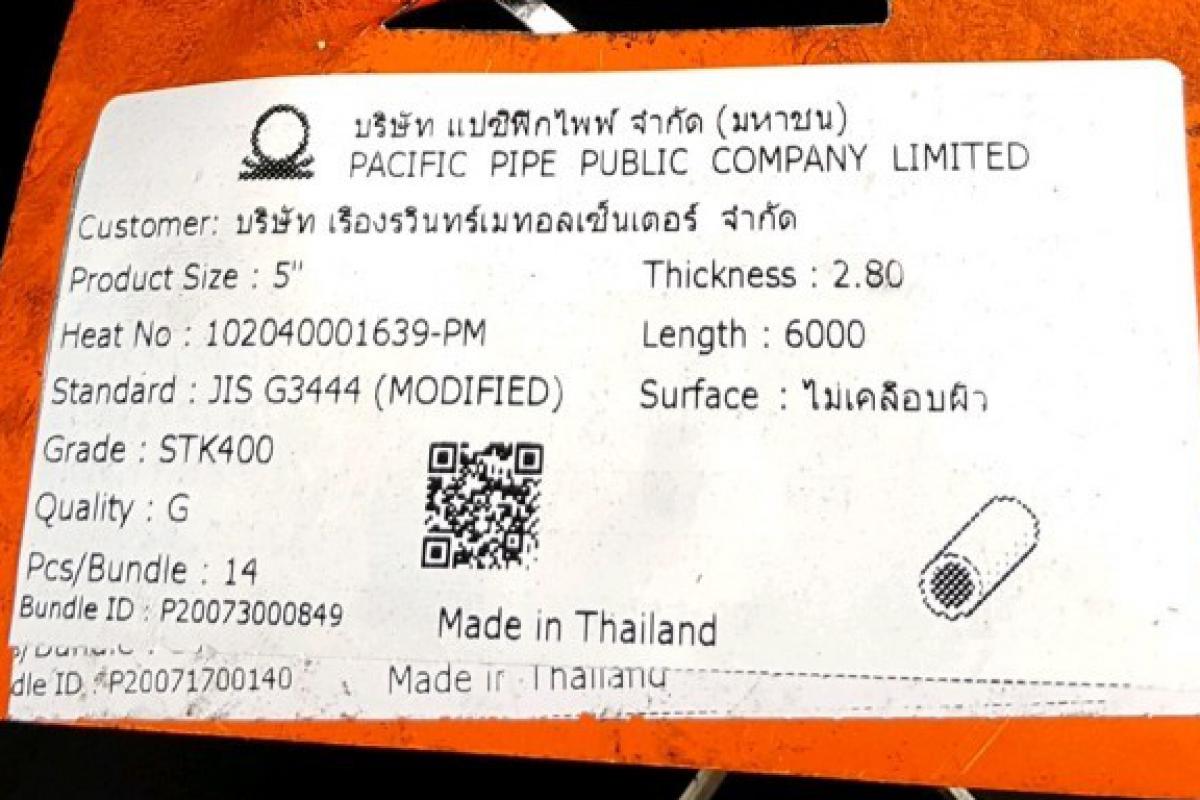 บริษัท แปซิฟิกไพพ์ จำกัด (มหาชน)
PACIFIC PIPE PUBLIC COMPANY LIMITED
Customer: บริษัท เรืองรวินทร์เมทอลเซ็นเตอร์ จำกัด
Product Size : 5" Thickness : 2.80
Heat No : 102040001639-PM Length : 6000
Standard : JIS G3444 (MODIFIED) Surface : ไม่เคลือบผิว
Grade : STK400
Quality : G
Pcs/Bundle : 14
Bundle ID : P20073000849 Made in Thailand
dle ID : P20071700140 Made in Thailand